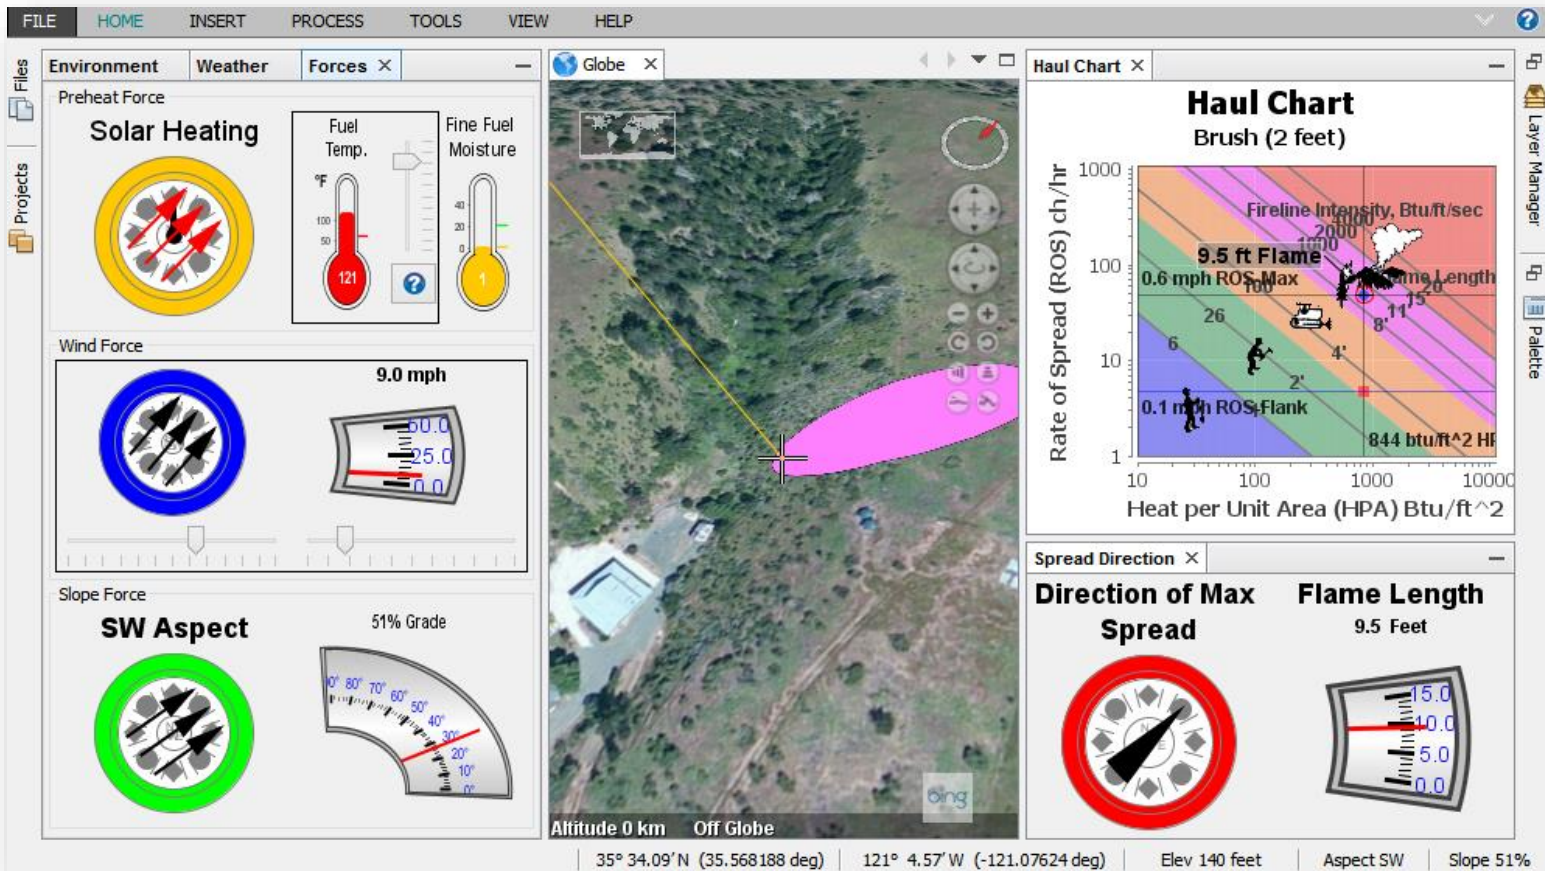 FILE HOME INSERT PROCESS TOOLS VIEW HELP
Files
Projects
Environment Weather Forces
Preheat Force
Solar Heating
Fuel
Temp.
°F
100
50
121
Fine Fuel
Moisture
40
20
0
1
Wind Force
9.0 mph
50.0
25.0
0.0
Slope Force
SW Aspect
51% Grade
80° 70° 60° 50° 40° 30° 20° 10° 0°
Globe
bing
Altitude 0 km Off Globe
Haul Chart
Haul Chart
Brush (2 feet)
Rate of Spread (ROS) ch/hr
1000
100
10
1
Fireline Intensity, Btu/ft/sec
4000
2000
1000
9.5 ft Flame
0.6 mph ROS-Max
100
20
15'
11'
8'
26
6
4'
2'
0.1 mph ROS-Flank
844 btu/ft^2
10 100 1000 10000
Heat per Unit Area (HPA) Btu/ft^2
Spread Direction
Direction of Max
Spread
N
E
Flame Length
9.5 Feet
15.0
10.0
5.0
0.0
Layer Manager
Palette
35° 34.09'N (35.568188 deg) 121° 4.57'W (-121.07624 deg) Elev 140 feet Aspect SW Slope 51%